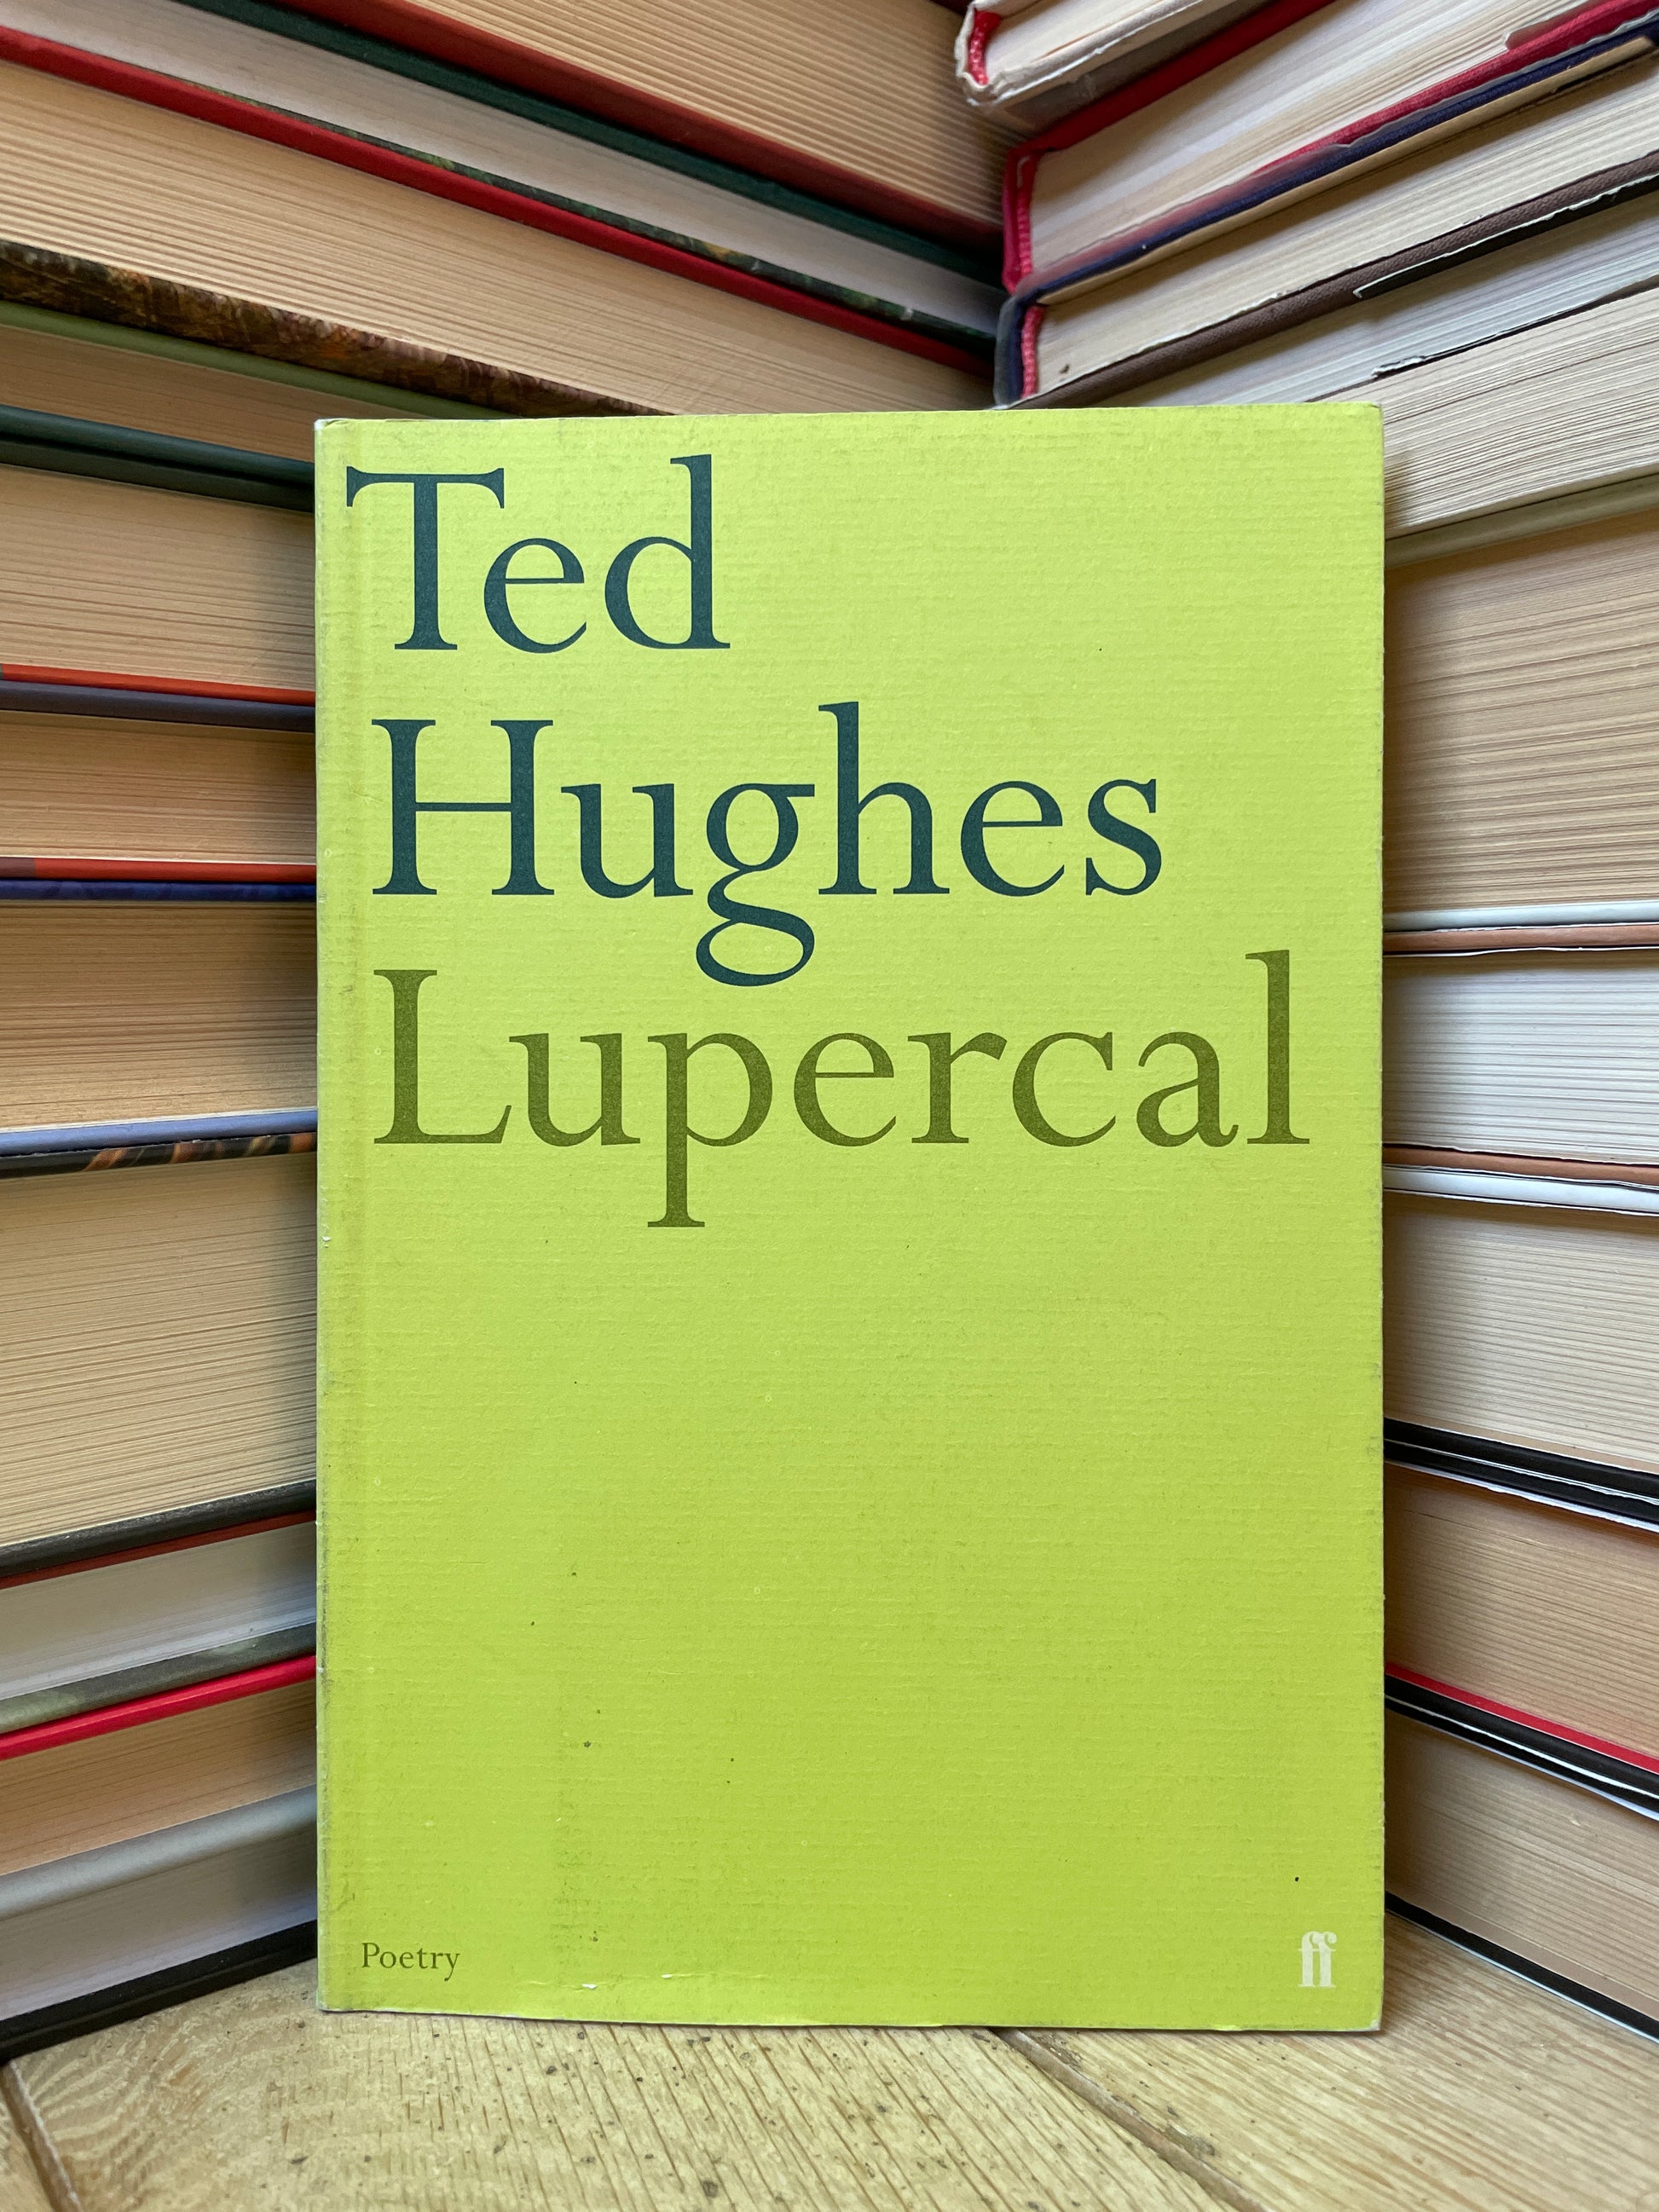 Ted
Hughes
Lupercal
Poetry
ff